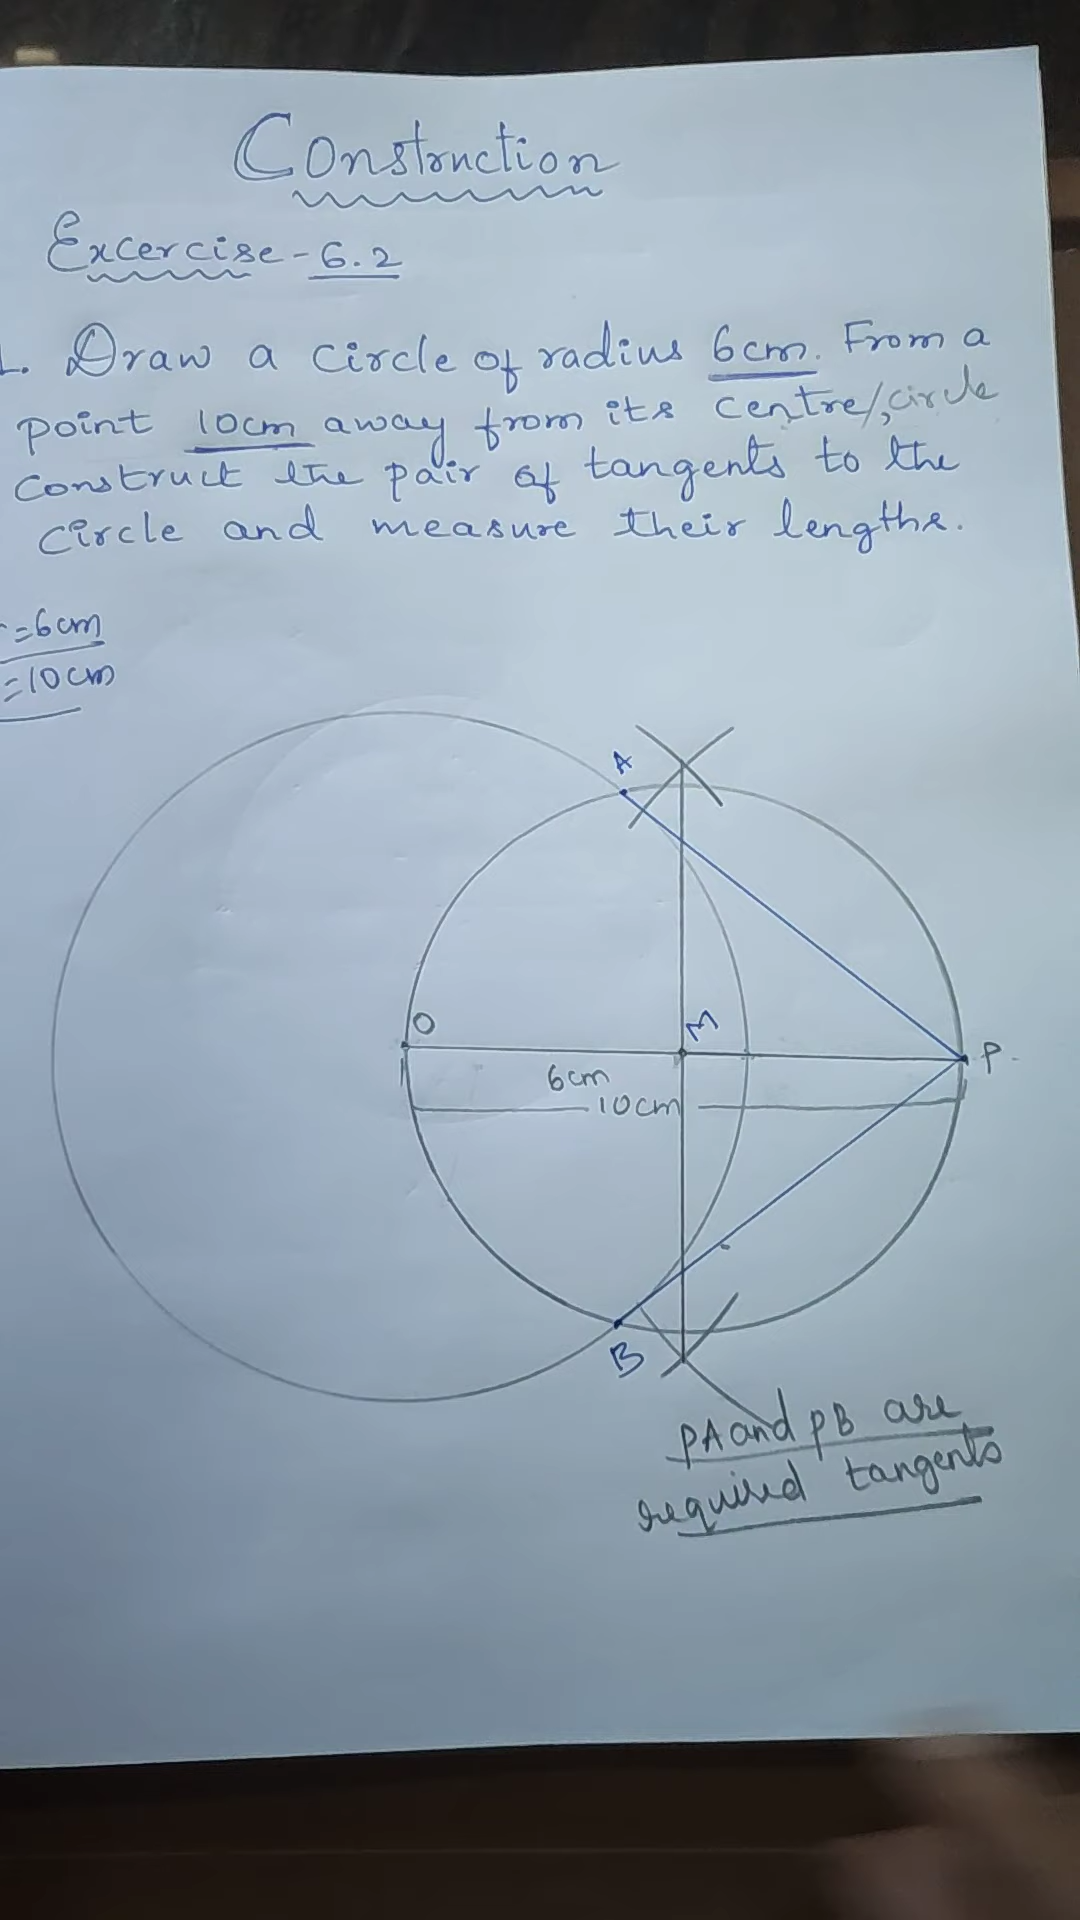 Construction
Excercise-6.2
1. Draw a circle of radius 6cm. From a
point 10cm away from its centre/,circle
construct the pair of tangents to the
circle and measure their lengths.
=6cm
=10cm
A
O
M
P.
6cm
10cm
B
PA and PB are
required tangents